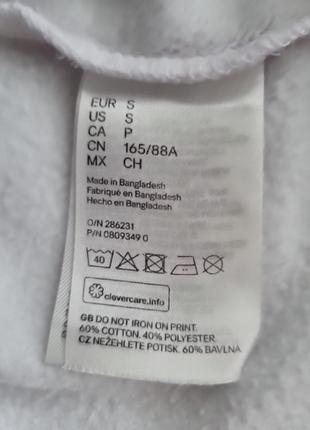 EUR S
US S
CA P
CN 165/88A
MX CH
Made in Bangladesh
Fabriqué en Bangladesh
Hecho en Bangladesh
O/N 286231
P/N 0809349 0
40
clevercare.info
GB DO NOT IRON ON PRINT.
60% COTTON. 40% POLYESTER.
CZ NEŽEHLETE POTISK. 60% BAVLNA